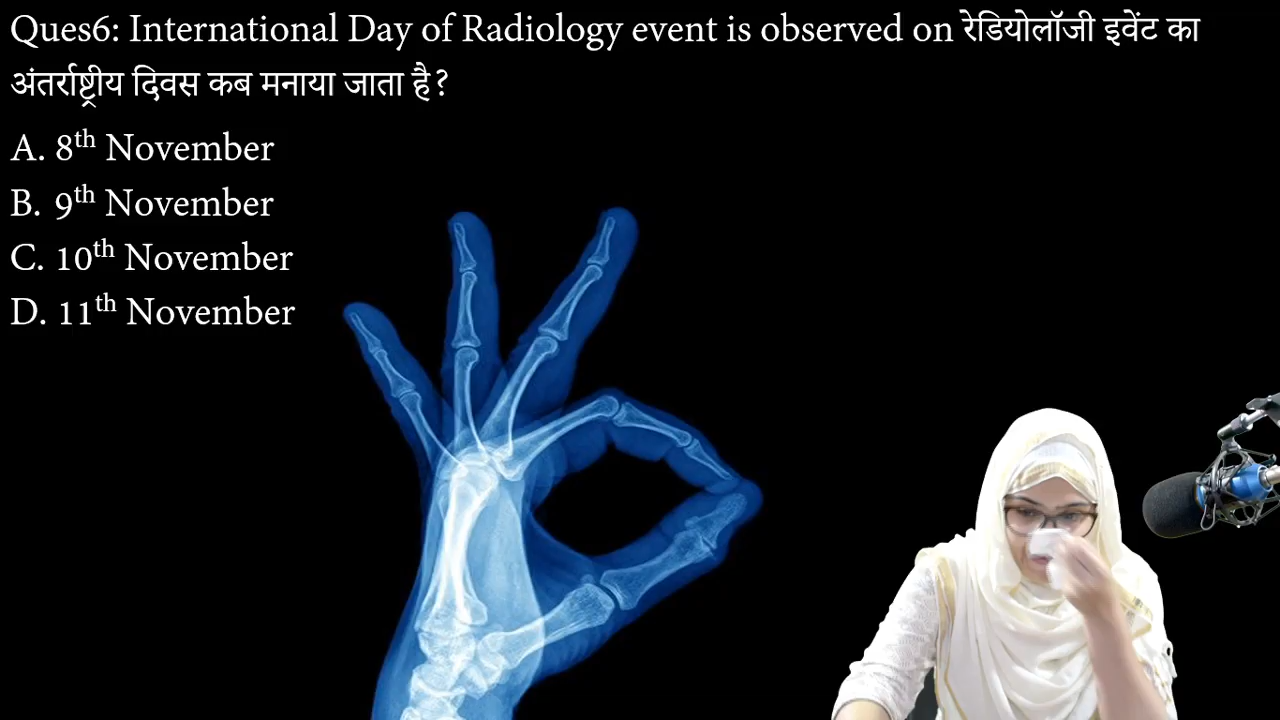 Ques6: International Day of Radiology event is observed on रेडियोलॉजी इवेंट का
अंतर्राष्ट्रीय दिवस कब मनाया जाता है?
A. 8th November
B. 9th November
C. 10th November
D. 11th November